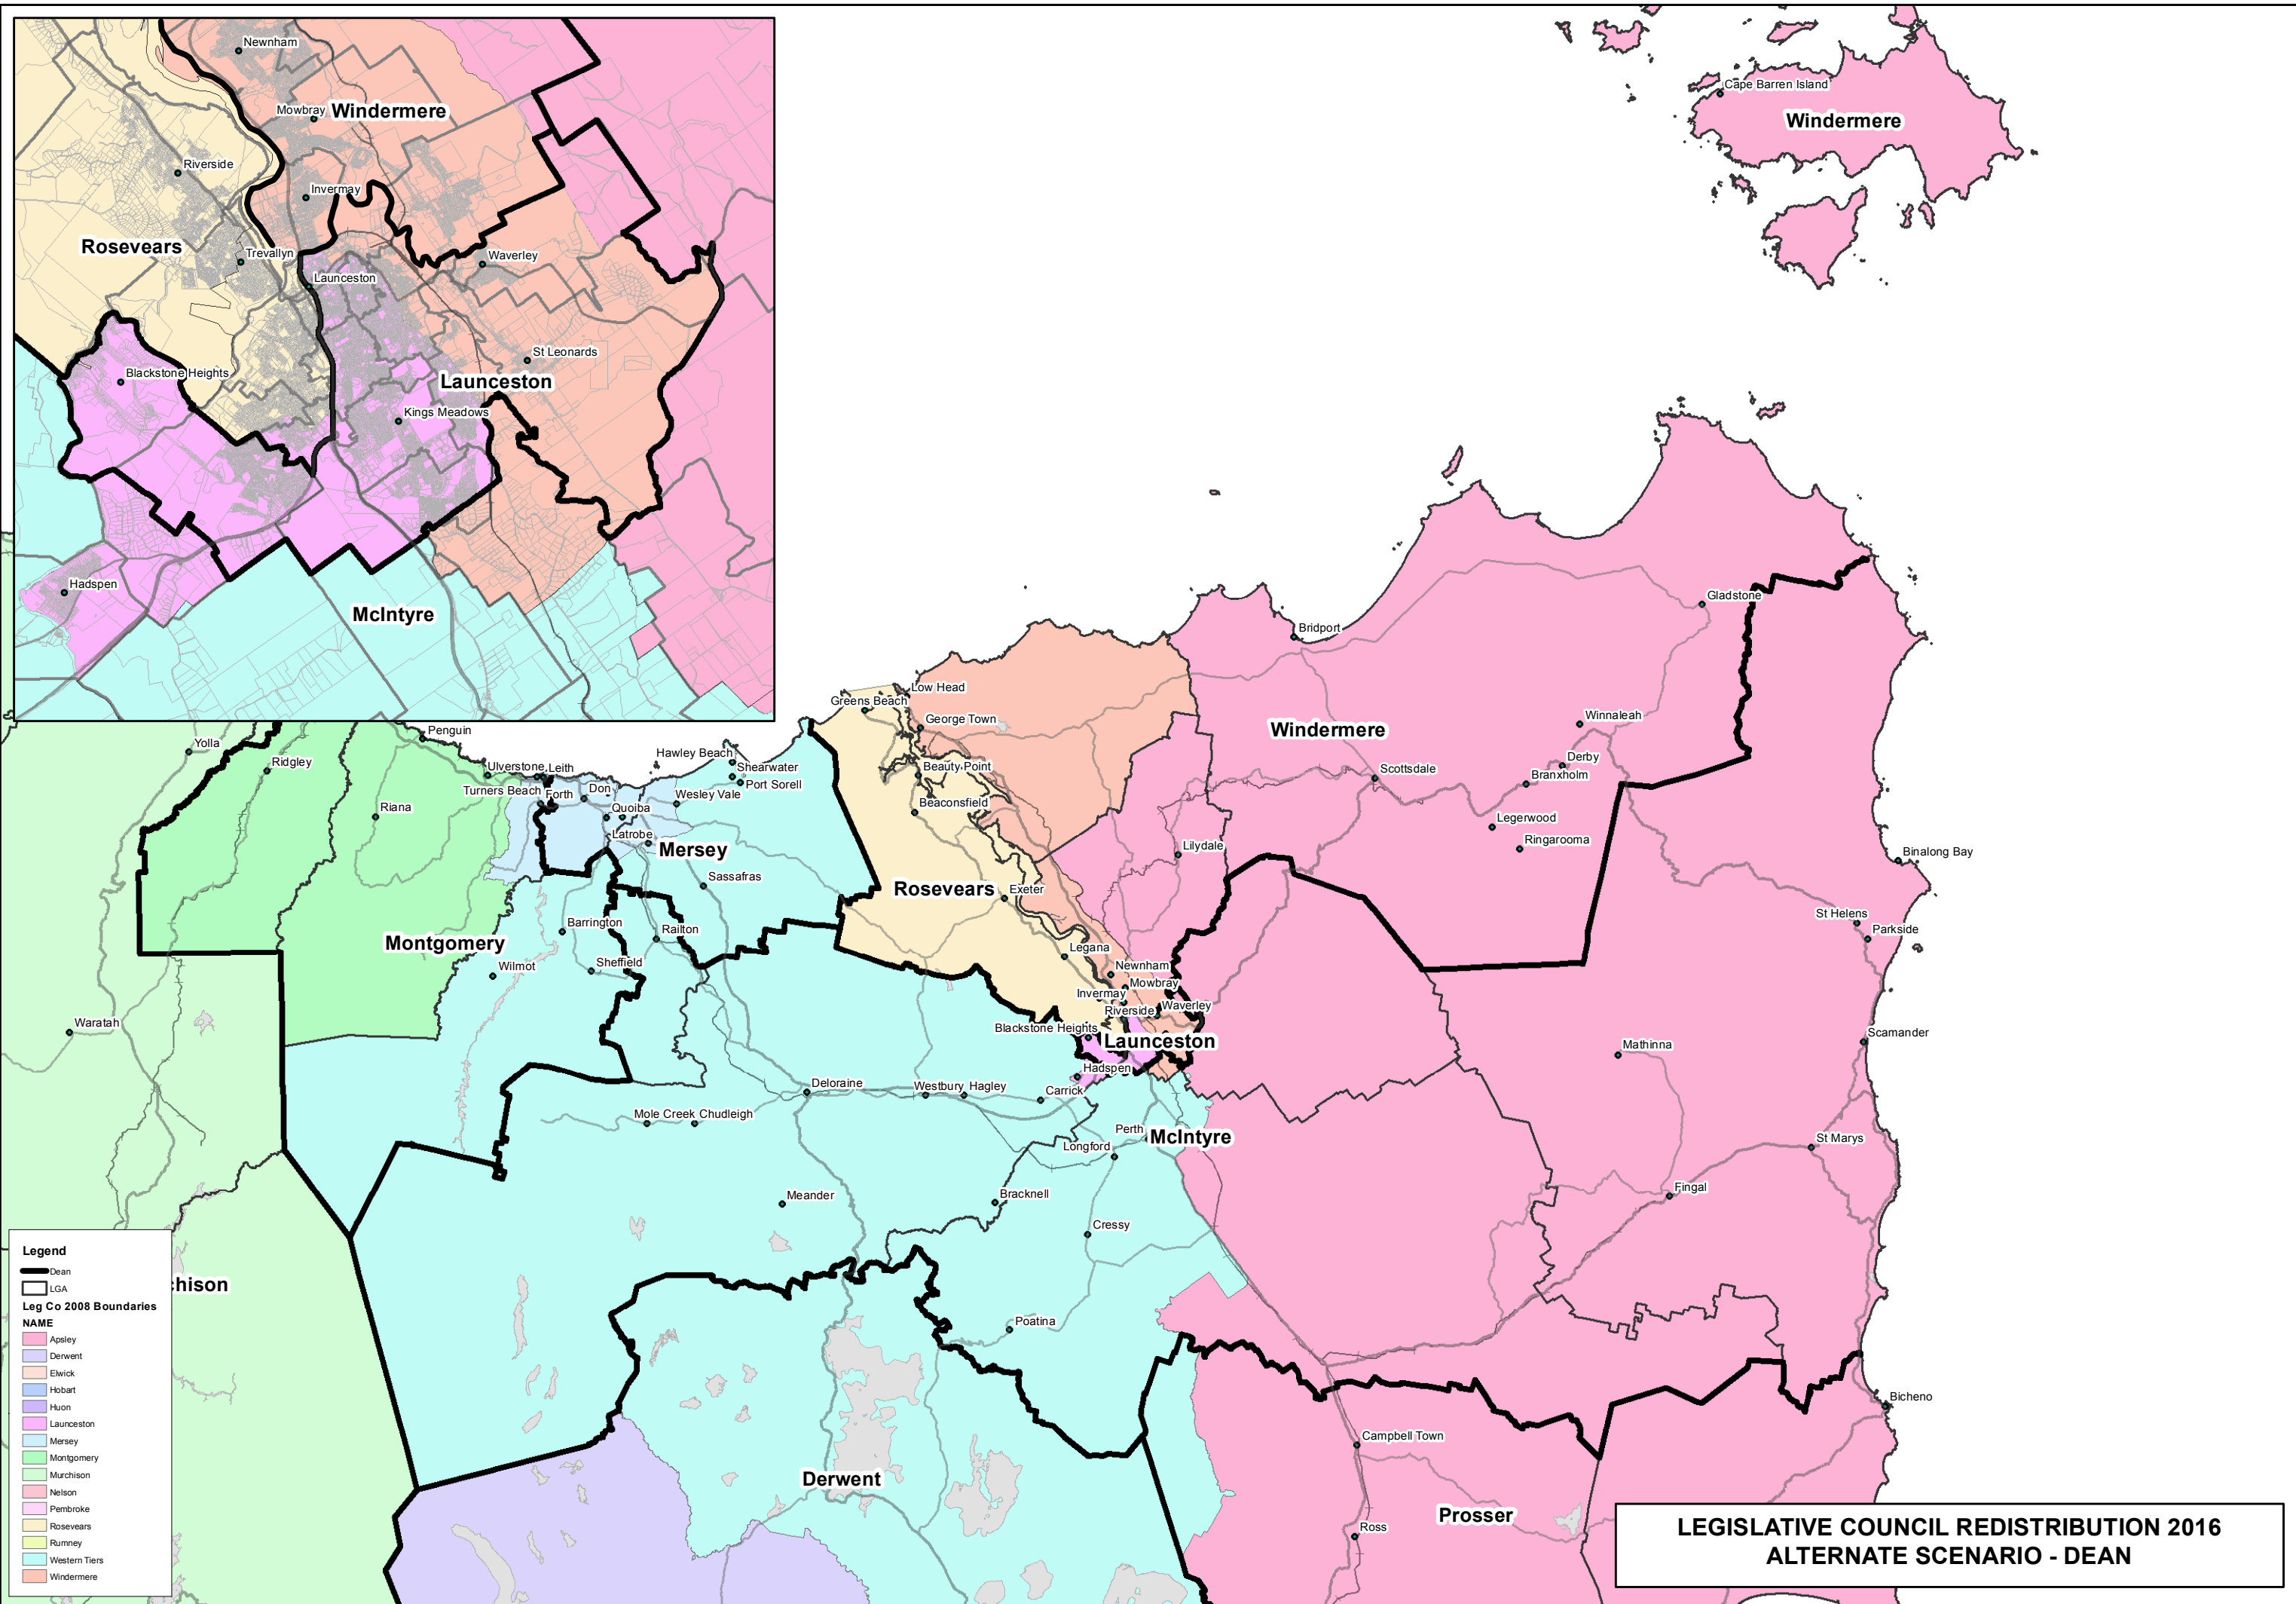 Newnham
Mowbray
Windermere
Riverside
Invermay
Rosevears
Trevallyn
Waverley
Launceston
St Leonards
Blackstone Heights
Launceston
Kings Meadows
Hadspen
McIntyre
Cape Barren Island
Windermere
Gladstone
Bridport
Low Head
Greens Beach
George Town
Windermere
Winnaleah
Penguin
Yolla
Ridgley
Hawley Beach
Shearwater
Port Sorell
Ulverstone
Leith
Beauty Point
Derby
Scottsdale
Branxholm
Turners Beach
Forth
Don
Wesley Vale
Riana
Quoiba
Beaconsfield
Legerwood
Latrobe
Mersey
Ringarooma
Lilydale
Binalong Bay
Sassafras
Rosevears
Exeter
St Helens
Barrington
Railton
Parkside
Montgomery
Legana
Wilmot
Sheffield
Newnham
Mowbray
Invermay
Waverley
Riverside
Waratah
Blackstone Heights
Launceston
Scamander
Mathinna
Hadspen
Deloraine
Westbury
Hagley
Carrick
Mole Creek
Chudleigh
Perth
McIntyre
Longford
St Marys
Fingal
Meander
Bracknell
Cressy
chison
Poatina
Bicheno
Campbell Town
Derwent
Prosser
Ross
Legend
Dean
LGA
Leg Co 2008 Boundaries
NAME
Apsley
Derwent
Elwick
Hobart
Huon
Launceston
Mersey
Montgomery
Murchison
Nelson
Pembroke
Rosevears
Rumney
Western Tiers
Windermere
LEGISLATIVE COUNCIL REDISTRIBUTION 2016
ALTERNATE SCENARIO - DEAN